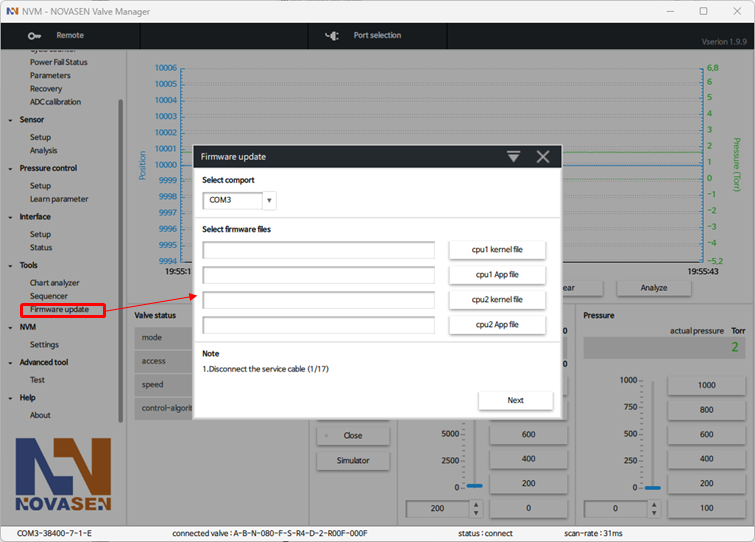 NVM - NOVASEN Valve Manager
Remote
Port selection
Vserion 1.9.9
Power Fail Status
Parameters
Recovery
ADC calibration
Sensor
Setup
Analysis
Pressure control
Setup
Learn parameter
Interface
Setup
Status
Tools
Chart analyzer
Sequencer
Firmware update
NVM
Settings
Advanced tool
Test
Help
About
NOVASEN
Position
10006
10005
10004
10003
10002
10001
10000
9999
9998
9997
9996
9995
9994
6,8
6
5
4
3
2
1
0
-1
-2
-3
-4
-5,2
Pressure (Torr)
19:55:1
19:55:43
ear
Analyze
Firmware update
Select comport
COM3
Select firmware files
cpu1 kernel file
cpu1 App file
cpu2 kernel file
cpu2 App file
Note
1.Disconnect the service cable (1/17)
Next
Valve status
mode
access
speed
control-algorit
Close
Simulator
0
0
5000
2500
0
600
400
200
0
200
Pressure
actual pressure Torr
2
1000
750
500
250
0
1000
800
600
400
200
100
0
COM3-38400-7-1-E
connected valve : A-B-N-080-F-S-R4-D-2-R00F-000F
status : connect
scan-rate : 31ms